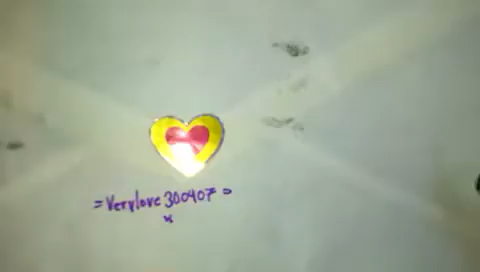 = Verylove 300407 =
x